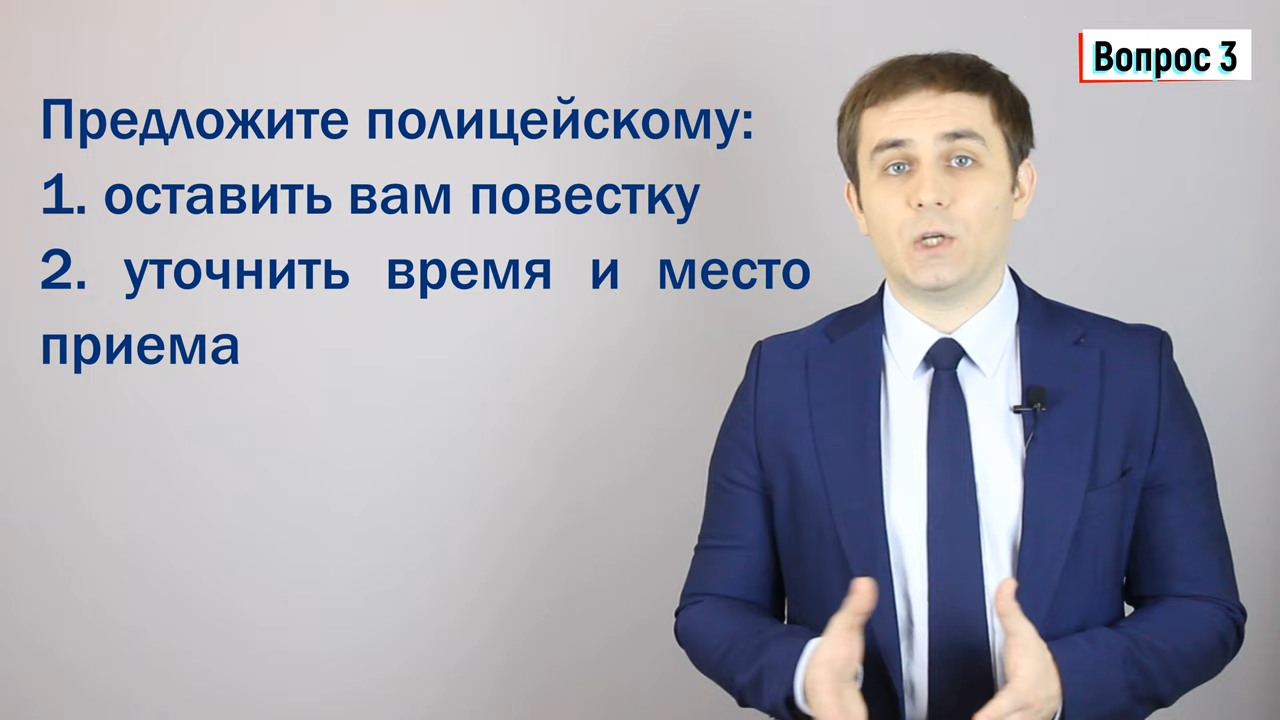 Вопрос 3
Предложите полицейскому:
1. оставить вам повестку
2. уточнить время и место
приема